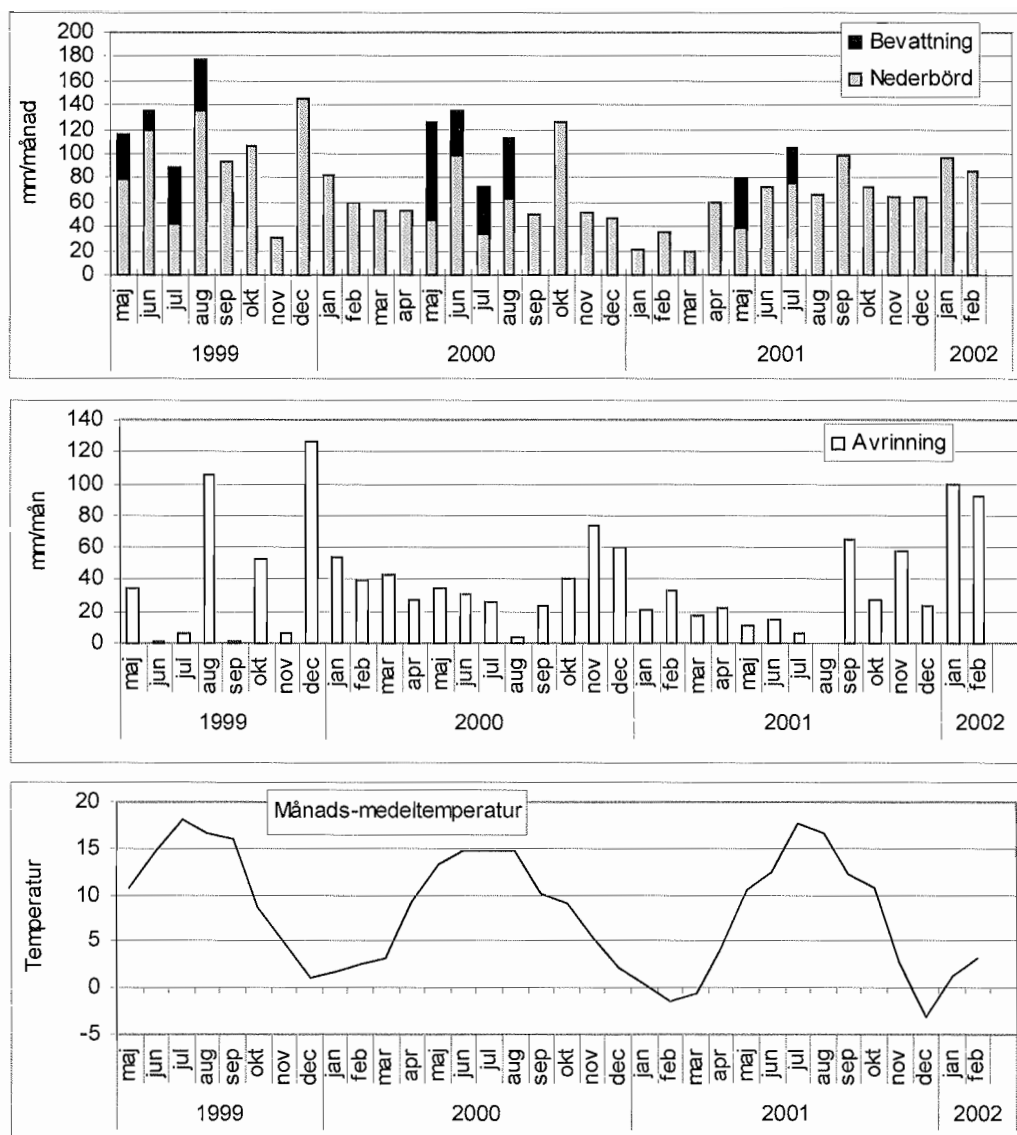 200
180
160
140
120
100
80
60
40
20
0
mm/månad
Bevattning
Nederbörd
maj jun jul aug sep okt nov dec jan feb mar apr maj jun jul aug sep okt nov dec jan feb mar apr maj jun jul aug sep okt nov dec jan feb
1999 2000 2001 2002
140
120
100
80
60
40
20
0
mm/mån
Avrinning
maj jun jul aug sep okt nov dec jan feb mar apr maj jun jul aug sep okt nov dec jan feb mar apr maj jun jul aug sep okt nov dec jan feb
1999 2000 2001 2002
20
15
10
5
0
-5
Temperatur
Månads-medeltemperatur
maj jun jul aug sep okt nov dec jan feb mar apr maj jun jul aug sep okt nov dec jan feb mar apr maj jun jul aug sep okt nov dec jan feb
1999 2000 2001 2002